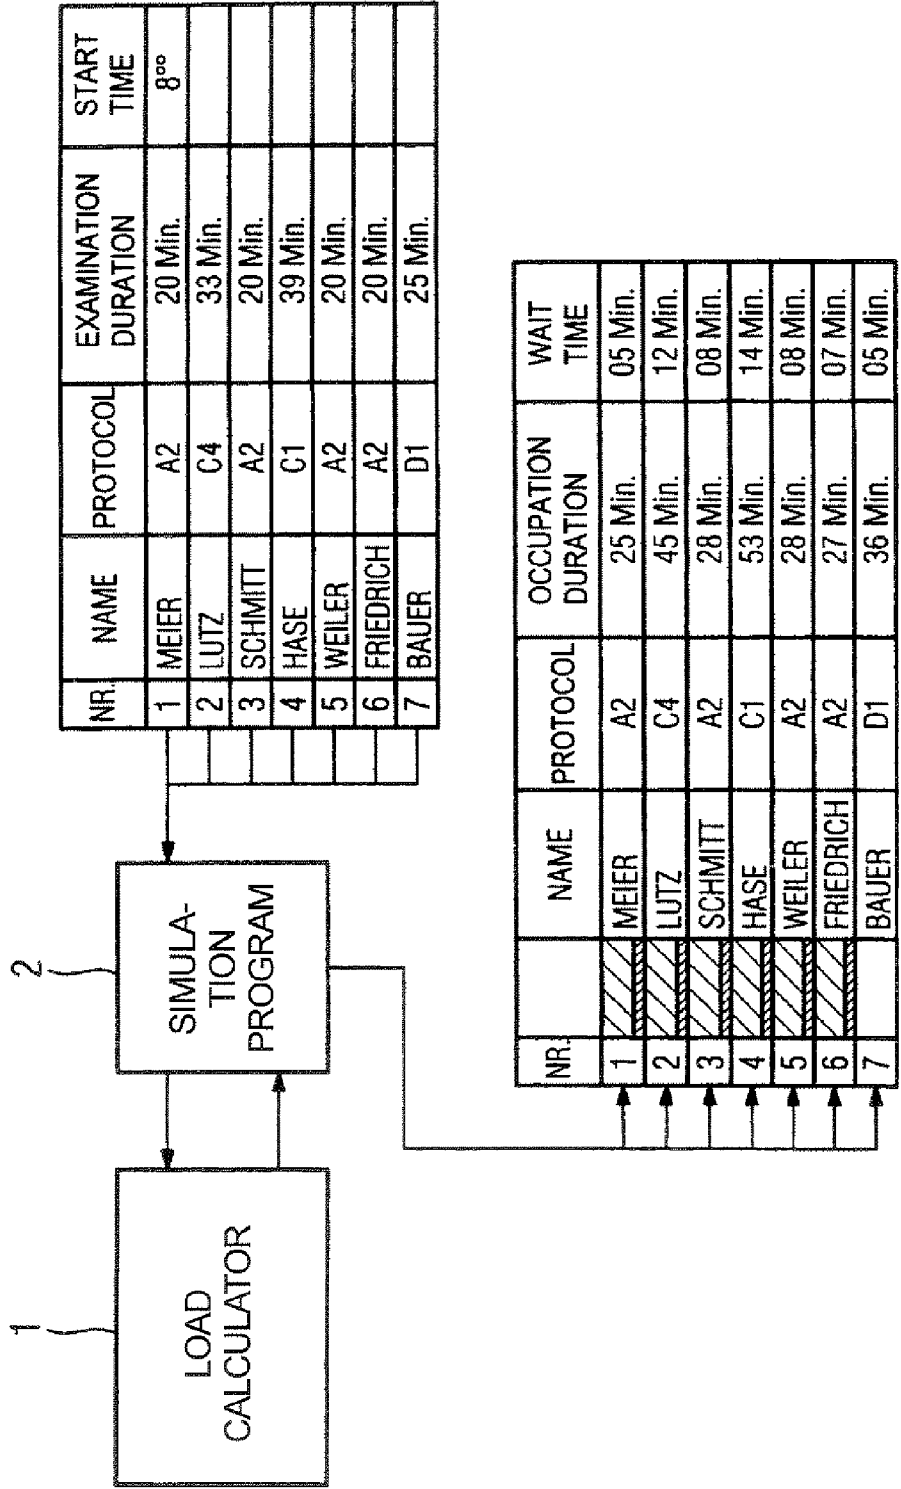 1
LOAD
CALCULATOR
2
SIMULA-
TION
PROGRAM
NR. NAME PROTOCOL EXAMINATION DURATION START TIME
1 MEIER A2 20 Min. 8⁰⁰
2 LUTZ C4 33 Min.
3 SCHMITT A2 20 Min.
4 HASE C1 39 Min.
5 WEILER A2 20 Min.
6 FRIEDRICH A2 20 Min.
7 BAUER D1 25 Min.
NR. NAME PROTOCOL OCCUPATION DURATION WAIT TIME
1 MEIER A2 25 Min. 05 Min.
2 LUTZ C4 45 Min. 12 Min.
3 SCHMITT A2 28 Min. 08 Min.
4 HASE C1 53 Min. 14 Min.
5 WEILER A2 28 Min. 08 Min.
6 FRIEDRICH A2 27 Min. 07 Min.
7 BAUER D1 36 Min. 05 Min.